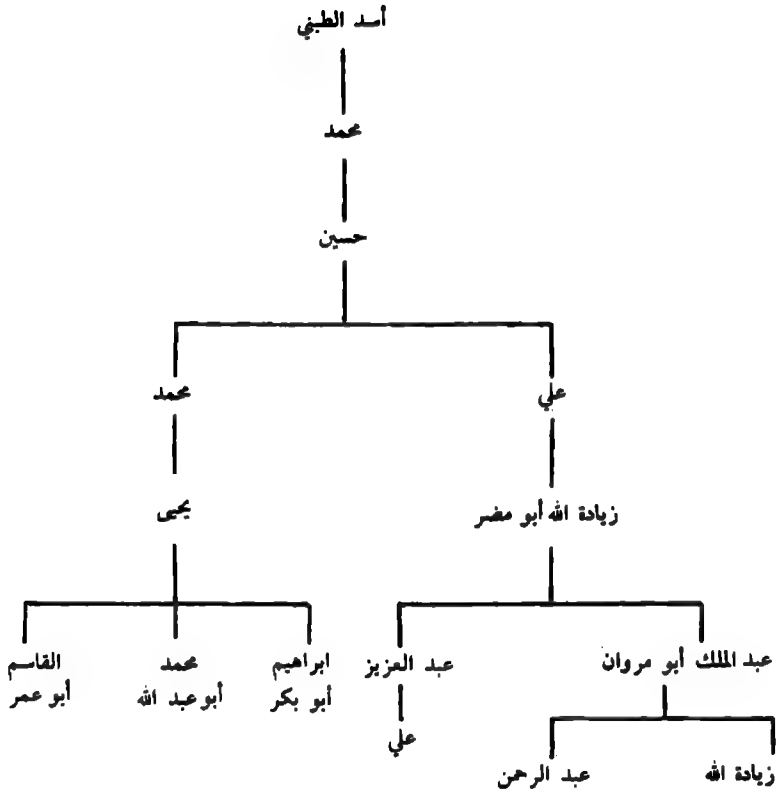 أسد الطبني
محمد
حسين
علي
محمد
زيادة الله أبو مضر
يحيى
عبد الملك أبو مروان
عبد العزيز
ابراهيم
أبو بكر
محمد
أبو عبد الله
القاسم
أبو عمر
علي
زيادة الله
عبد الرحمن